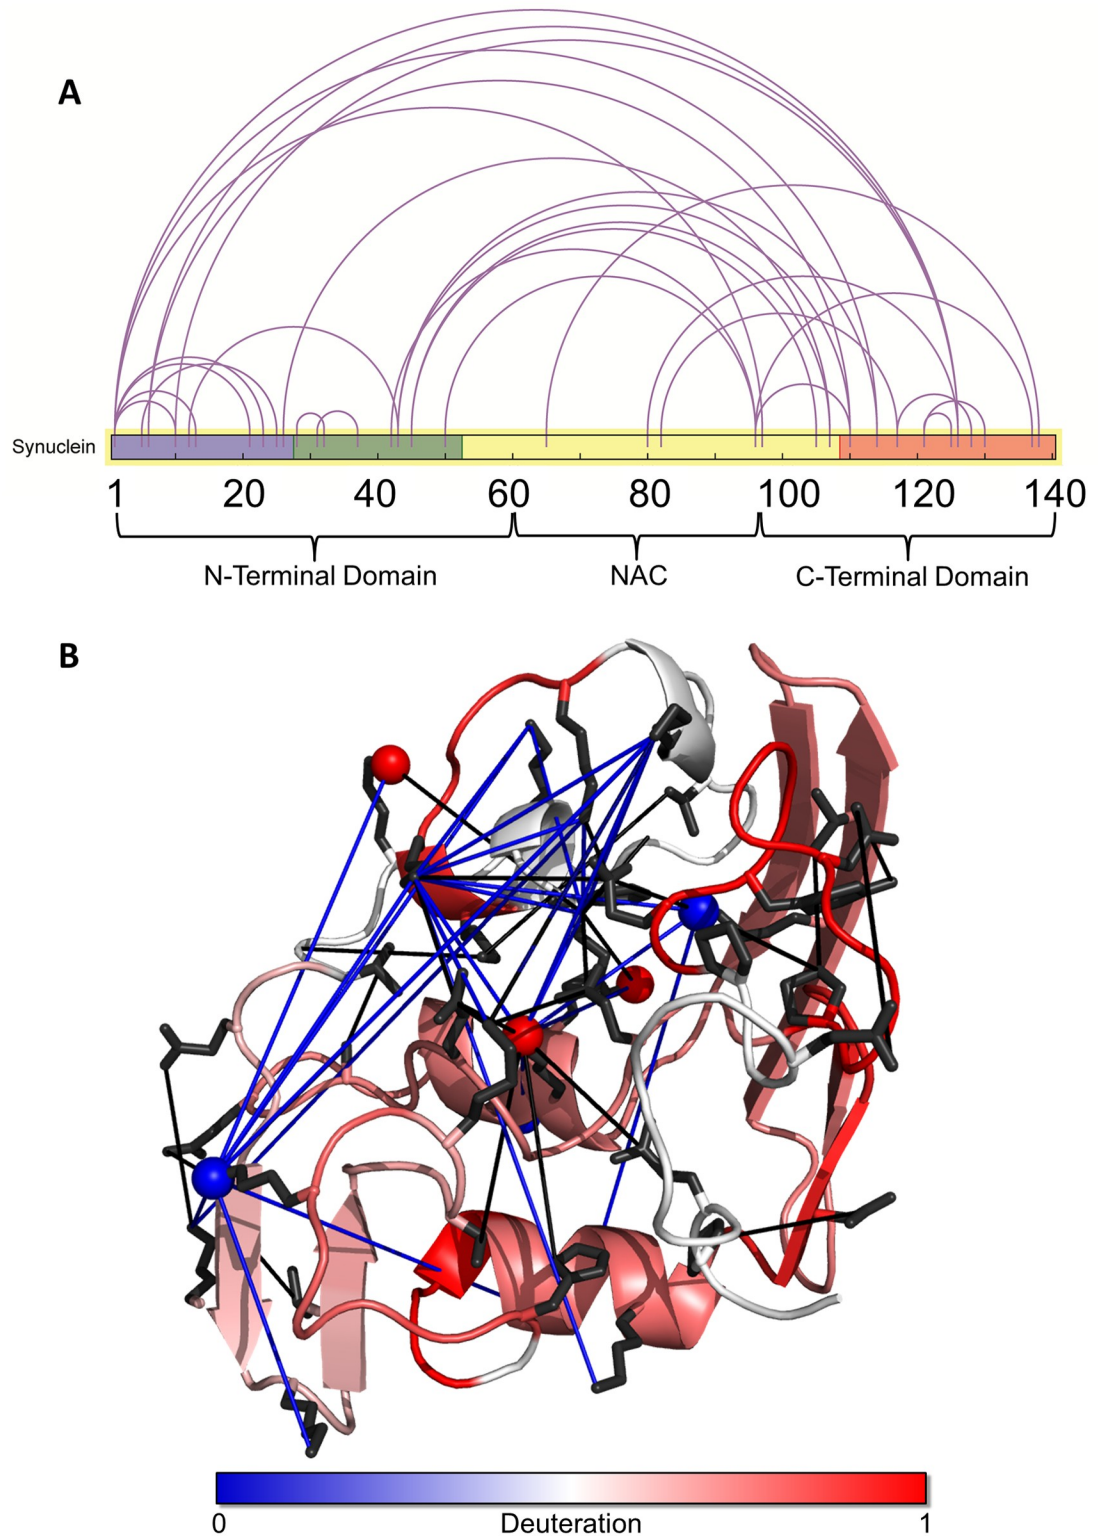 A
Synuclein
1 20 40 60 80 100 120 140
N-Terminal Domain NAC C-Terminal Domain
B
0 Deuteration 1